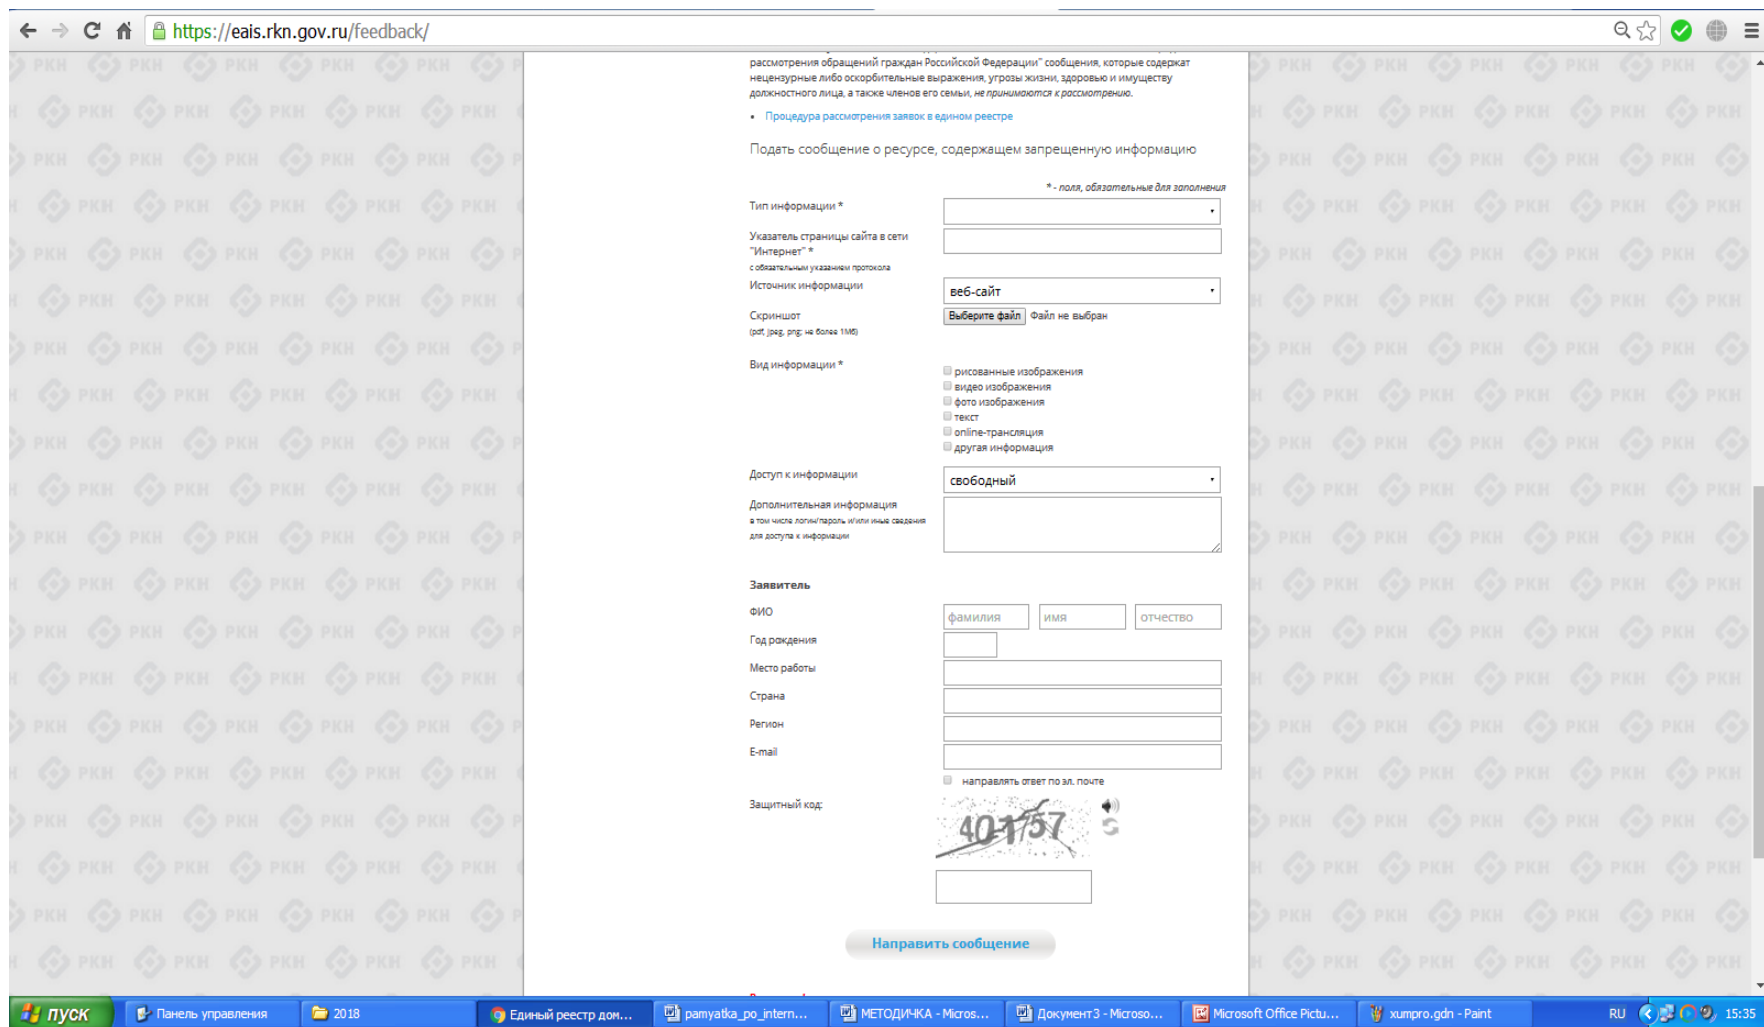 https://eais.rkn.gov.ru/feedback/
рассмотрения обращений граждан Российской Федерации" сообщения, которые содержат
нецензурные либо оскорбительные выражения, угрозы жизни, здоровью и имуществу
должностного лица, а также членов его семьи, не принимаются к рассмотрению.
• Процедура рассмотрения заявок в едином реестре
Подать сообщение о ресурсе, содержащем запрещенную информацию
* - поля, обязательные для заполнения
Тип информации *
Указатель страницы сайта в сети
"Интернет" *
с обязательным указанием протокола
Источник информации
веб-сайт
Скриншот
(pdf, jpeg, png; не более 1Мб)
Выберите файл Файл не выбран
Вид информации *
рисованные изображения
видео изображения
фото изображения
текст
online-трансляция
другая информация
Доступ к информации
свободный
Дополнительная информация
в том числе логин/пароль и/или иные сведения
для доступа к информации
Заявитель
ФИО
фамилия имя отчество
Год рождения
Место работы
Страна
Регион
E-mail
направлять ответ по эл. почте
Защитный код:
401757
Направить сообщение
РКН
пуск
Панель управления
2018
Единый реестр дом...
pamyatka_po_intern...
МЕТОДИЧКА - Micros...
Документ3 - Microso...
Microsoft Office Pictu...
xumpro.gdn - Paint
RU
15:35